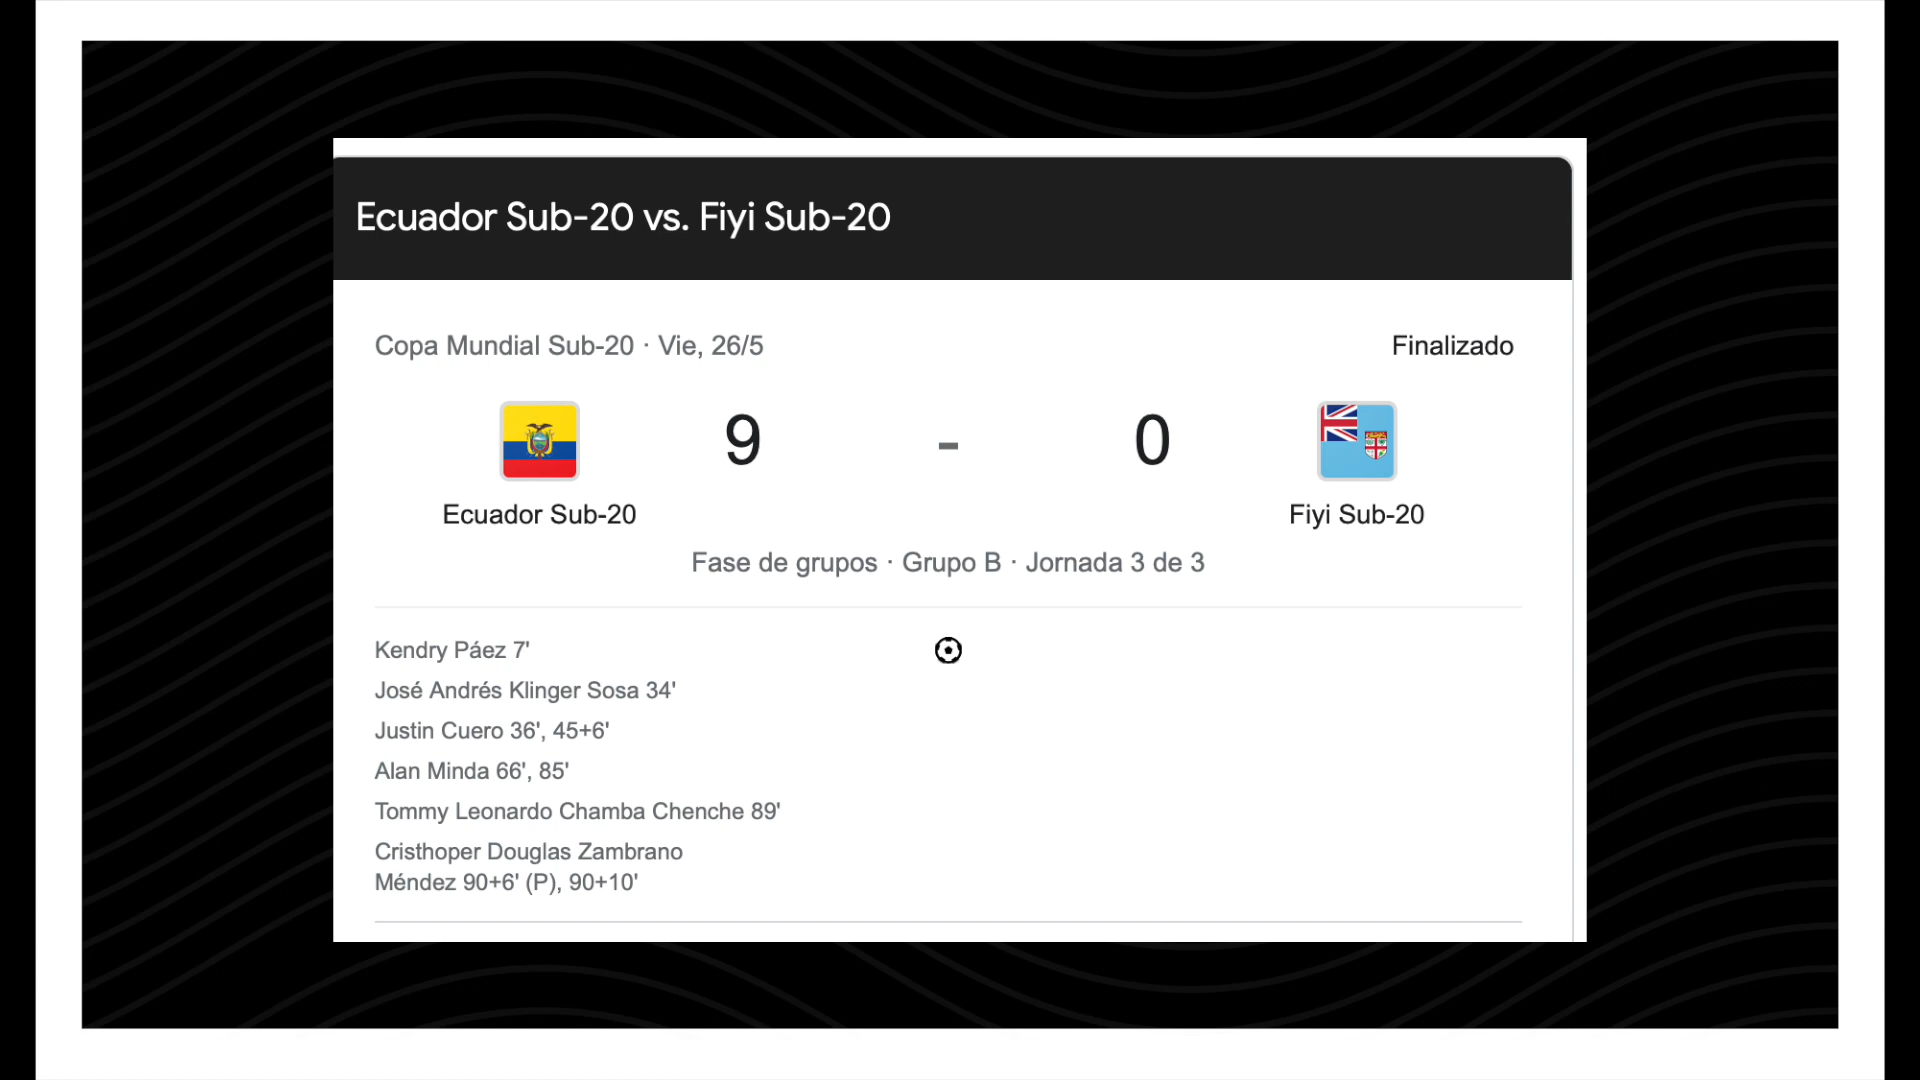 Ecuador Sub-20 vs. Fiyi Sub-20
Copa Mundial Sub-20 · Vie, 26/5
Finalizado
9 - 0
Ecuador Sub-20
Fiyi Sub-20
Fase de grupos · Grupo B · Jornada 3 de 3
Kendry Páez 7'
José Andrés Klinger Sosa 34'
Justin Cuero 36', 45+6'
Alan Minda 66', 85'
Tommy Leonardo Chamba Chenche 89'
Cristhoper Douglas Zambrano
Méndez 90+6' (P), 90+10'